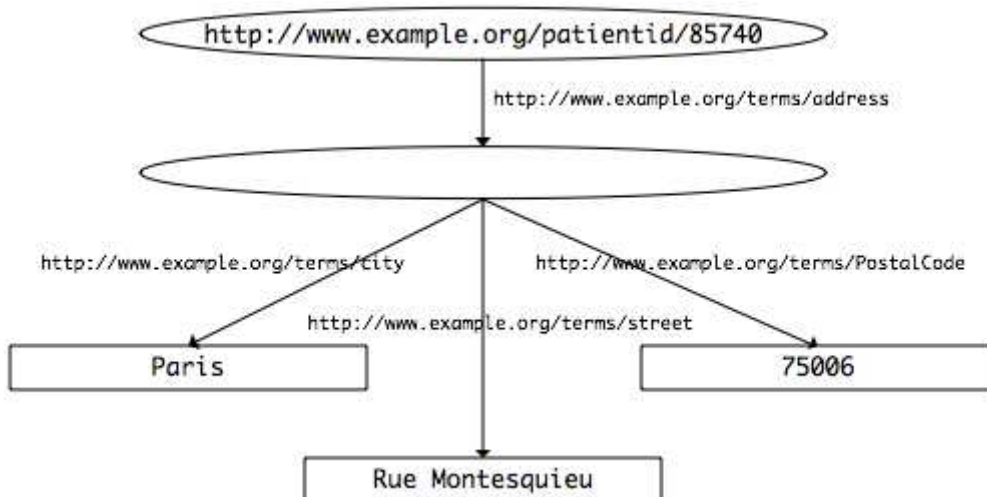 http://www.example.org/patientid/85740
http://www.example.org/terms/address
http://www.example.org/terms/city
http://www.example.org/terms/PostalCode
http://www.example.org/terms/street
Paris
75006
Rue Montesquieu